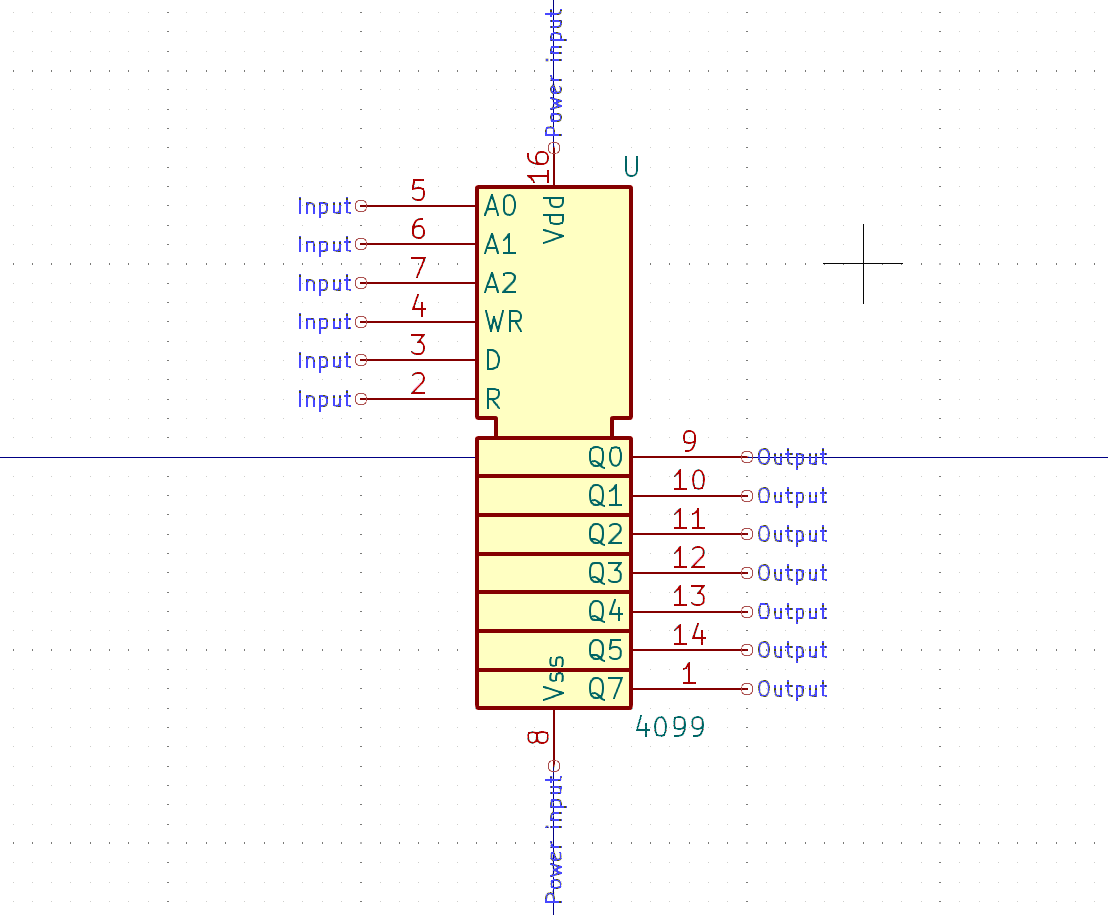 Power input
16
U
Vdd
Input 5 A0
Input 6 A1
Input 7 A2
Input 4 WR
Input 3 D
Input 2 R
Q0 9 Output
Q1 10 Output
Q2 11 Output
Q3 12 Output
Q4 13 Output
Q5 14 Output
Q7 1 Output
Vss
8
4099
Power input